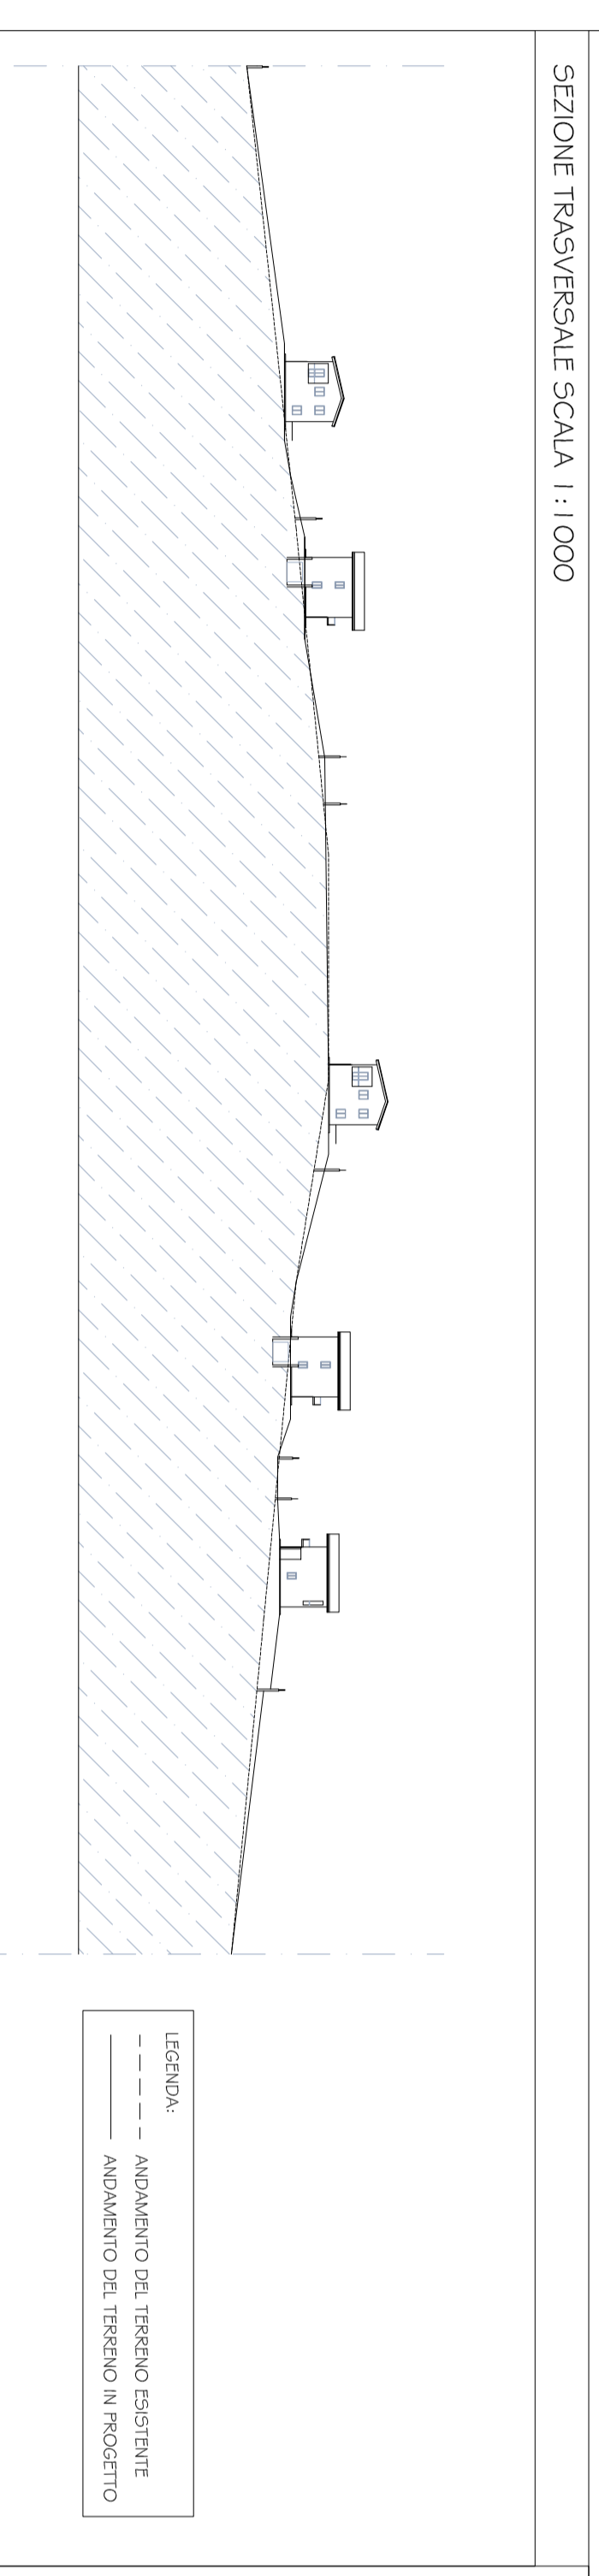 SEZIONE TRASVERSALE SCALA 1:1000
LEGENDA:
ANDAMENTO DEL TERRENO ESISTENTE
ANDAMENTO DEL TERRENO IN PROGETTO